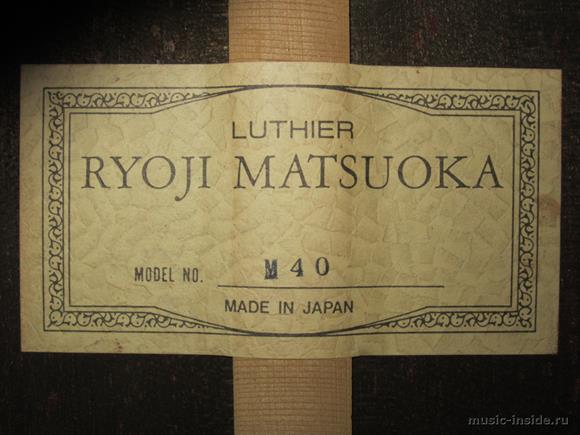 LUTHIER
RYOJI MATSUOKA
MODEL NO. M40
MADE IN JAPAN
music-inside.ru